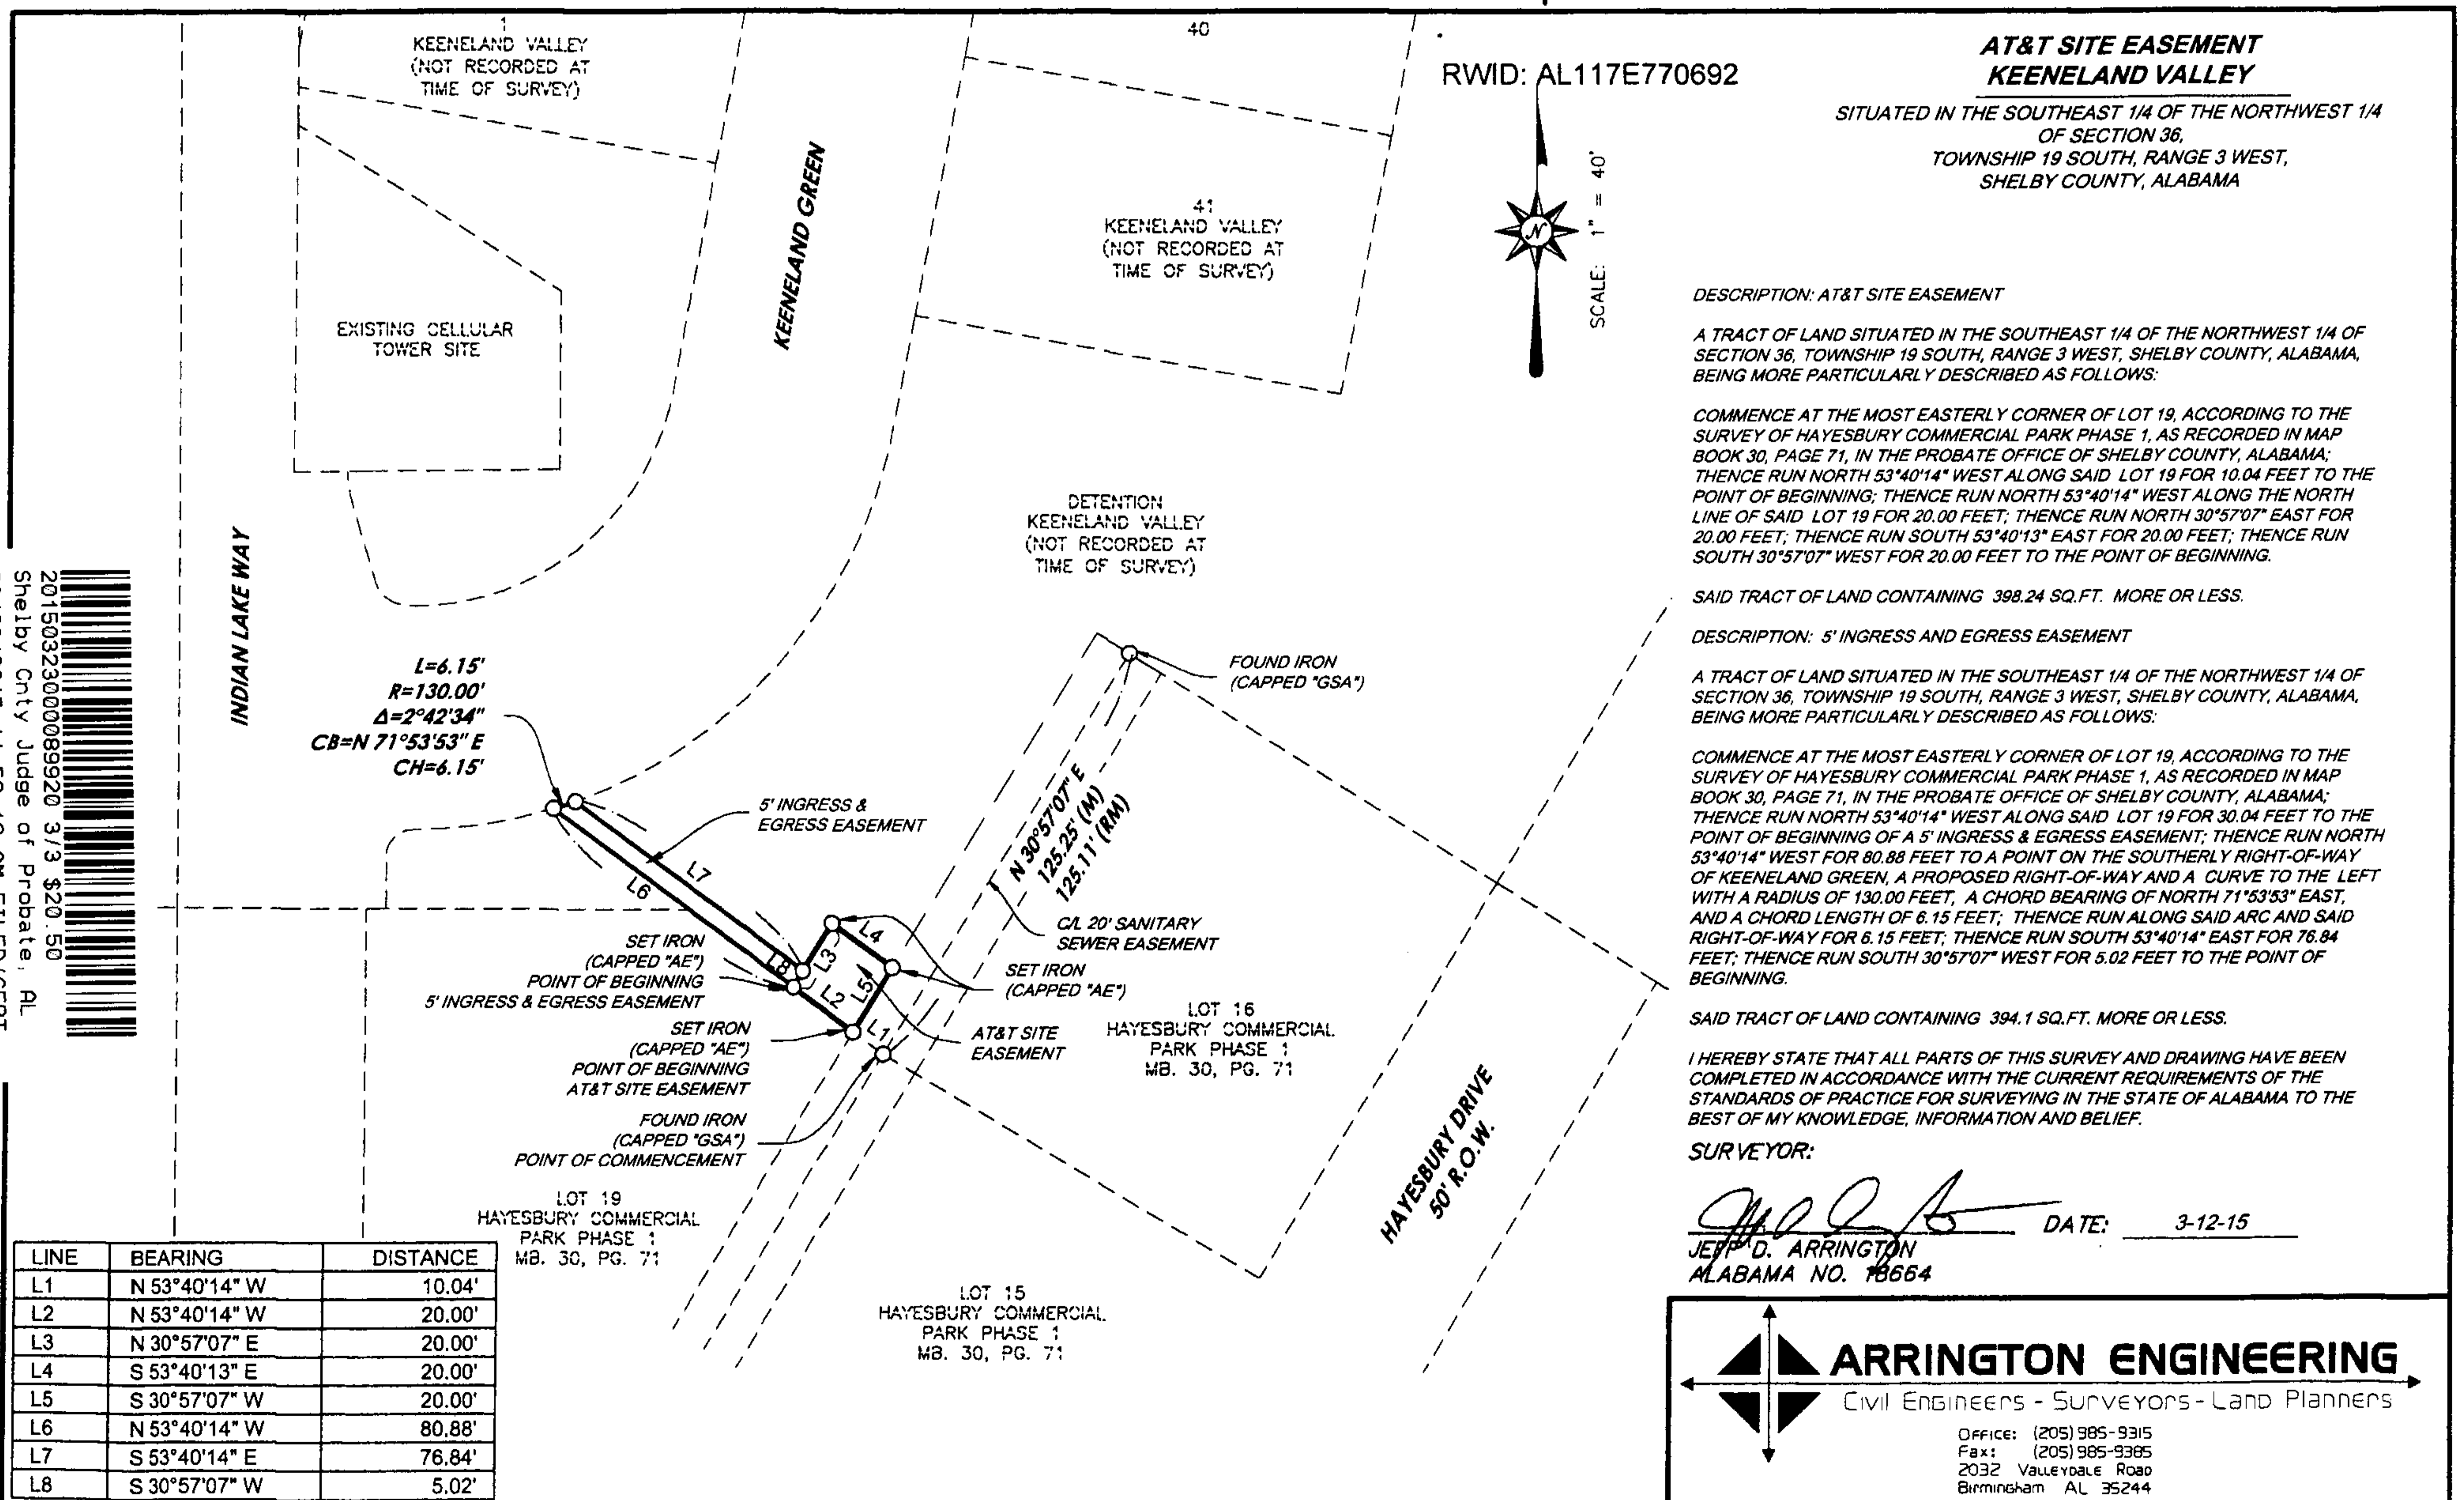 1
KEENELAND VALLEY
(NOT RECORDED AT
TIME OF SURVEY)
40
RWID: AL117E770692
AT&T SITE EASEMENT
KEENELAND VALLEY
SITUATED IN THE SOUTHEAST 1/4 OF THE NORTHWEST 1/4
OF SECTION 36,
TOWNSHIP 19 SOUTH, RANGE 3 WEST,
SHELBY COUNTY, ALABAMA
N
SCALE: 1" = 40'
KEENELAND GREEN
41
KEENELAND VALLEY
(NOT RECORDED AT
TIME OF SURVEY)
EXISTING CELLULAR
TOWER SITE
INDIAN LAKE WAY
DETENTION
KEENELAND VALLEY
(NOT RECORDED AT
TIME OF SURVEY)
20150323000089920 3/3 $20.50
Shelby Cnty Judge of Probate, AL
L=6.15'
R=130.00'
Δ=2°42'34"
CB=N 71°53'53" E
CH=6.15'
FOUND IRON
(CAPPED "GSA")
5' INGRESS &
EGRESS EASEMENT
N 30°57'07" E
125.25' (M)
125.11' (RM)
L7
L6
C/L 20' SANITARY
SEWER EASEMENT
SET IRON
(CAPPED "AE")
POINT OF BEGINNING
5' INGRESS & EGRESS EASEMENT
L8
L3
L4
L2
L5
L1
SET IRON
(CAPPED "AE")
SET IRON
(CAPPED "AE")
POINT OF BEGINNING
AT&T SITE EASEMENT
AT&T SITE
EASEMENT
LOT 16
HAYESBURY COMMERCIAL
PARK PHASE 1
MB. 30, PG. 71
FOUND IRON
(CAPPED "GSA")
POINT OF COMMENCEMENT
HAYESBURY DRIVE
50' R.O.W.
LOT 19
HAYESBURY COMMERCIAL
PARK PHASE 1
MB. 30, PG. 71
LOT 15
HAYESBURY COMMERCIAL
PARK PHASE 1
MB. 30, PG. 71
LINE BEARING DISTANCE
L1 N 53°40'14" W 10.04'
L2 N 53°40'14" W 20.00'
L3 N 30°57'07" E 20.00'
L4 S 53°40'13" E 20.00'
L5 S 30°57'07" W 20.00'
L6 N 53°40'14" W 80.88'
L7 S 53°40'14" E 76.84'
L8 S 30°57'07" W 5.02'
DESCRIPTION: AT&T SITE EASEMENT
A TRACT OF LAND SITUATED IN THE SOUTHEAST 1/4 OF THE NORTHWEST 1/4 OF
SECTION 36, TOWNSHIP 19 SOUTH, RANGE 3 WEST, SHELBY COUNTY, ALABAMA,
BEING MORE PARTICULARLY DESCRIBED AS FOLLOWS:
COMMENCE AT THE MOST EASTERLY CORNER OF LOT 19, ACCORDING TO THE
SURVEY OF HAYESBURY COMMERCIAL PARK PHASE 1, AS RECORDED IN MAP
BOOK 30, PAGE 71, IN THE PROBATE OFFICE OF SHELBY COUNTY, ALABAMA;
THENCE RUN NORTH 53°40'14" WEST ALONG SAID LOT 19 FOR 10.04 FEET TO THE
POINT OF BEGINNING; THENCE RUN NORTH 53°40'14" WEST ALONG THE NORTH
LINE OF SAID LOT 19 FOR 20.00 FEET; THENCE RUN NORTH 30°57'07" EAST FOR
20.00 FEET; THENCE RUN SOUTH 53°40'13" EAST FOR 20.00 FEET; THENCE RUN
SOUTH 30°57'07" WEST FOR 20.00 FEET TO THE POINT OF BEGINNING.
SAID TRACT OF LAND CONTAINING 398.24 SQ.FT. MORE OR LESS.
DESCRIPTION: 5' INGRESS AND EGRESS EASEMENT
A TRACT OF LAND SITUATED IN THE SOUTHEAST 1/4 OF THE NORTHWEST 1/4 OF
SECTION 36, TOWNSHIP 19 SOUTH, RANGE 3 WEST, SHELBY COUNTY, ALABAMA,
BEING MORE PARTICULARLY DESCRIBED AS FOLLOWS:
COMMENCE AT THE MOST EASTERLY CORNER OF LOT 19, ACCORDING TO THE
SURVEY OF HAYESBURY COMMERCIAL PARK PHASE 1, AS RECORDED IN MAP
BOOK 30, PAGE 71, IN THE PROBATE OFFICE OF SHELBY COUNTY, ALABAMA;
THENCE RUN NORTH 53°40'14" WEST ALONG SAID LOT 19 FOR 30.04 FEET TO THE
POINT OF BEGINNING OF A 5' INGRESS & EGRESS EASEMENT; THENCE RUN NORTH
53°40'14" WEST FOR 80.88 FEET TO A POINT ON THE SOUTHERLY RIGHT-OF-WAY
OF KEENELAND GREEN, A PROPOSED RIGHT-OF-WAY AND A CURVE TO THE LEFT
WITH A RADIUS OF 130.00 FEET, A CHORD BEARING OF NORTH 71°53'53" EAST,
AND A CHORD LENGTH OF 6.15 FEET; THENCE RUN ALONG SAID ARC AND SAID
RIGHT-OF-WAY FOR 6.15 FEET; THENCE RUN SOUTH 53°40'14" EAST FOR 76.84
FEET; THENCE RUN SOUTH 30°57'07" WEST FOR 5.02 FEET TO THE POINT OF
BEGINNING.
SAID TRACT OF LAND CONTAINING 394.1 SQ.FT. MORE OR LESS.
I HEREBY STATE THAT ALL PARTS OF THIS SURVEY AND DRAWING HAVE BEEN
COMPLETED IN ACCORDANCE WITH THE CURRENT REQUIREMENTS OF THE
STANDARDS OF PRACTICE FOR SURVEYING IN THE STATE OF ALABAMA TO THE
BEST OF MY KNOWLEDGE, INFORMATION AND BELIEF.
SURVEYOR:
DATE: 3-12-15
JEFF D. ARRINGTON
ALABAMA NO. 18664
ARRINGTON ENGINEERING
Civil Engineers - Surveyors - Land Planners
Office: (205) 985-9315
Fax: (205) 985-9385
2032 Valleydale Road
Birmingham AL 35244